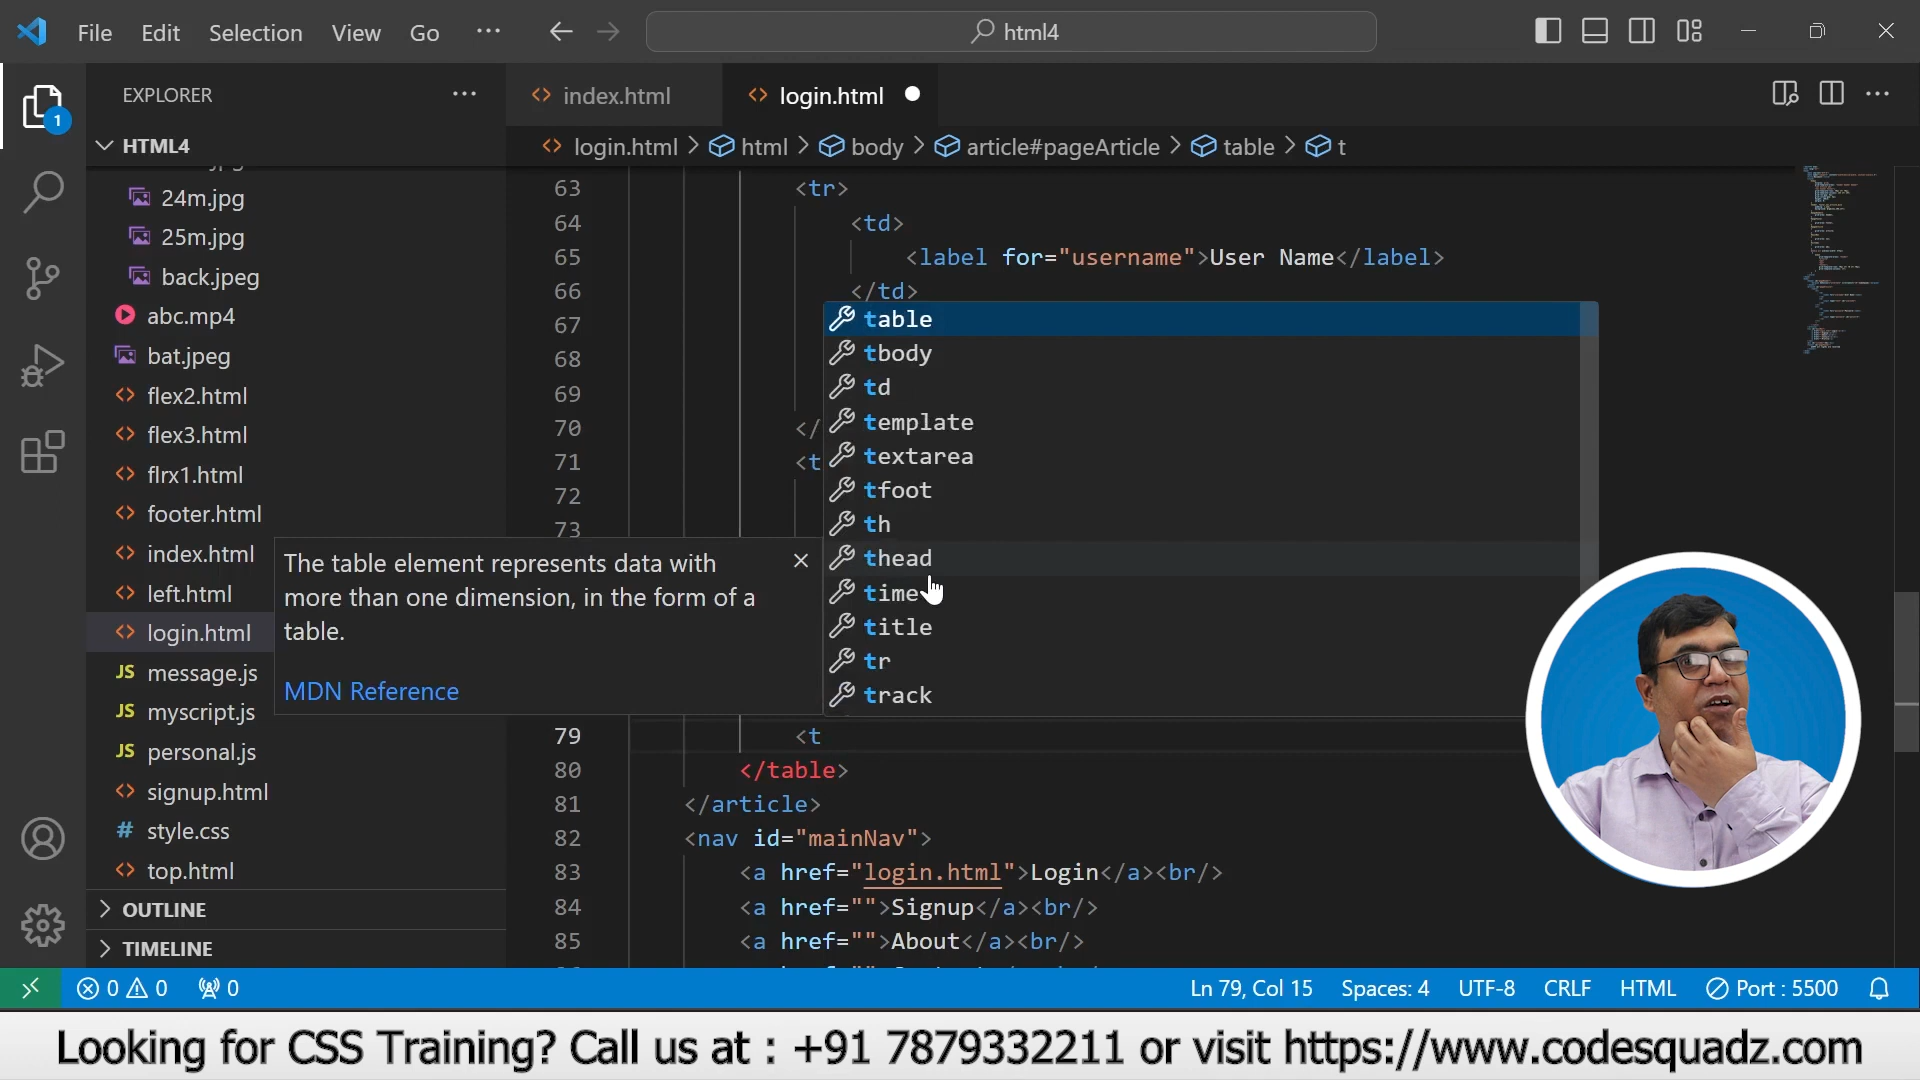 File Edit Selection View Go ··· html4
EXPLORER ···
index.html
login.html
HTML4
login.html > html > body > article#pageArticle > table > t
24m.jpg
25m.jpg
back.jpeg
abc.mp4
bat.jpeg
flex2.html
flex3.html
flrx1.html
footer.html
index.html
left.html
login.html
JS message.js
JS myscript.js
JS personal.js
signup.html
# style.css
top.html
OUTLINE
TIMELINE
1
63 <tr>
64 <td>
65 <label for="username">User Name</label>
66 </td>
67
68
69
70 </
71 <t
72
73
table
tbody
td
template
textarea
tfoot
th
thead
time
title
tr
track
The table element represents data with
more than one dimension, in the form of a
table.
MDN Reference
79 <t
80 </table>
81 </article>
82 <nav id="mainNav">
83 <a href="login.html">Login</a><br/>
84 <a href="">Signup</a><br/>
85 <a href="">About</a><br/>
0 0 0 Ln 79, Col 15 Spaces: 4 UTF-8 CRLF HTML Port : 5500
Looking for CSS Training? Call us at : +91 7879332211 or visit https://www.codesquadz.com